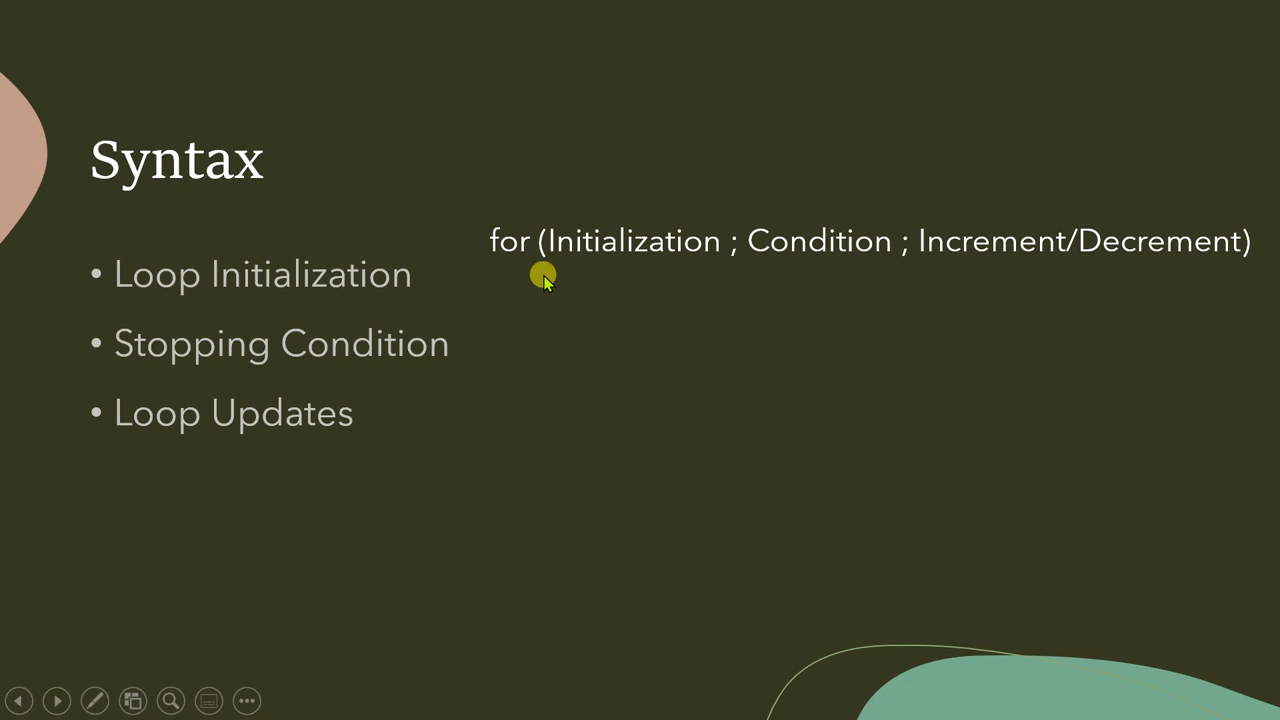 Syntax
for (Initialization ; Condition ; Increment/Decrement)
• Loop Initialization
• Stopping Condition
• Loop Updates